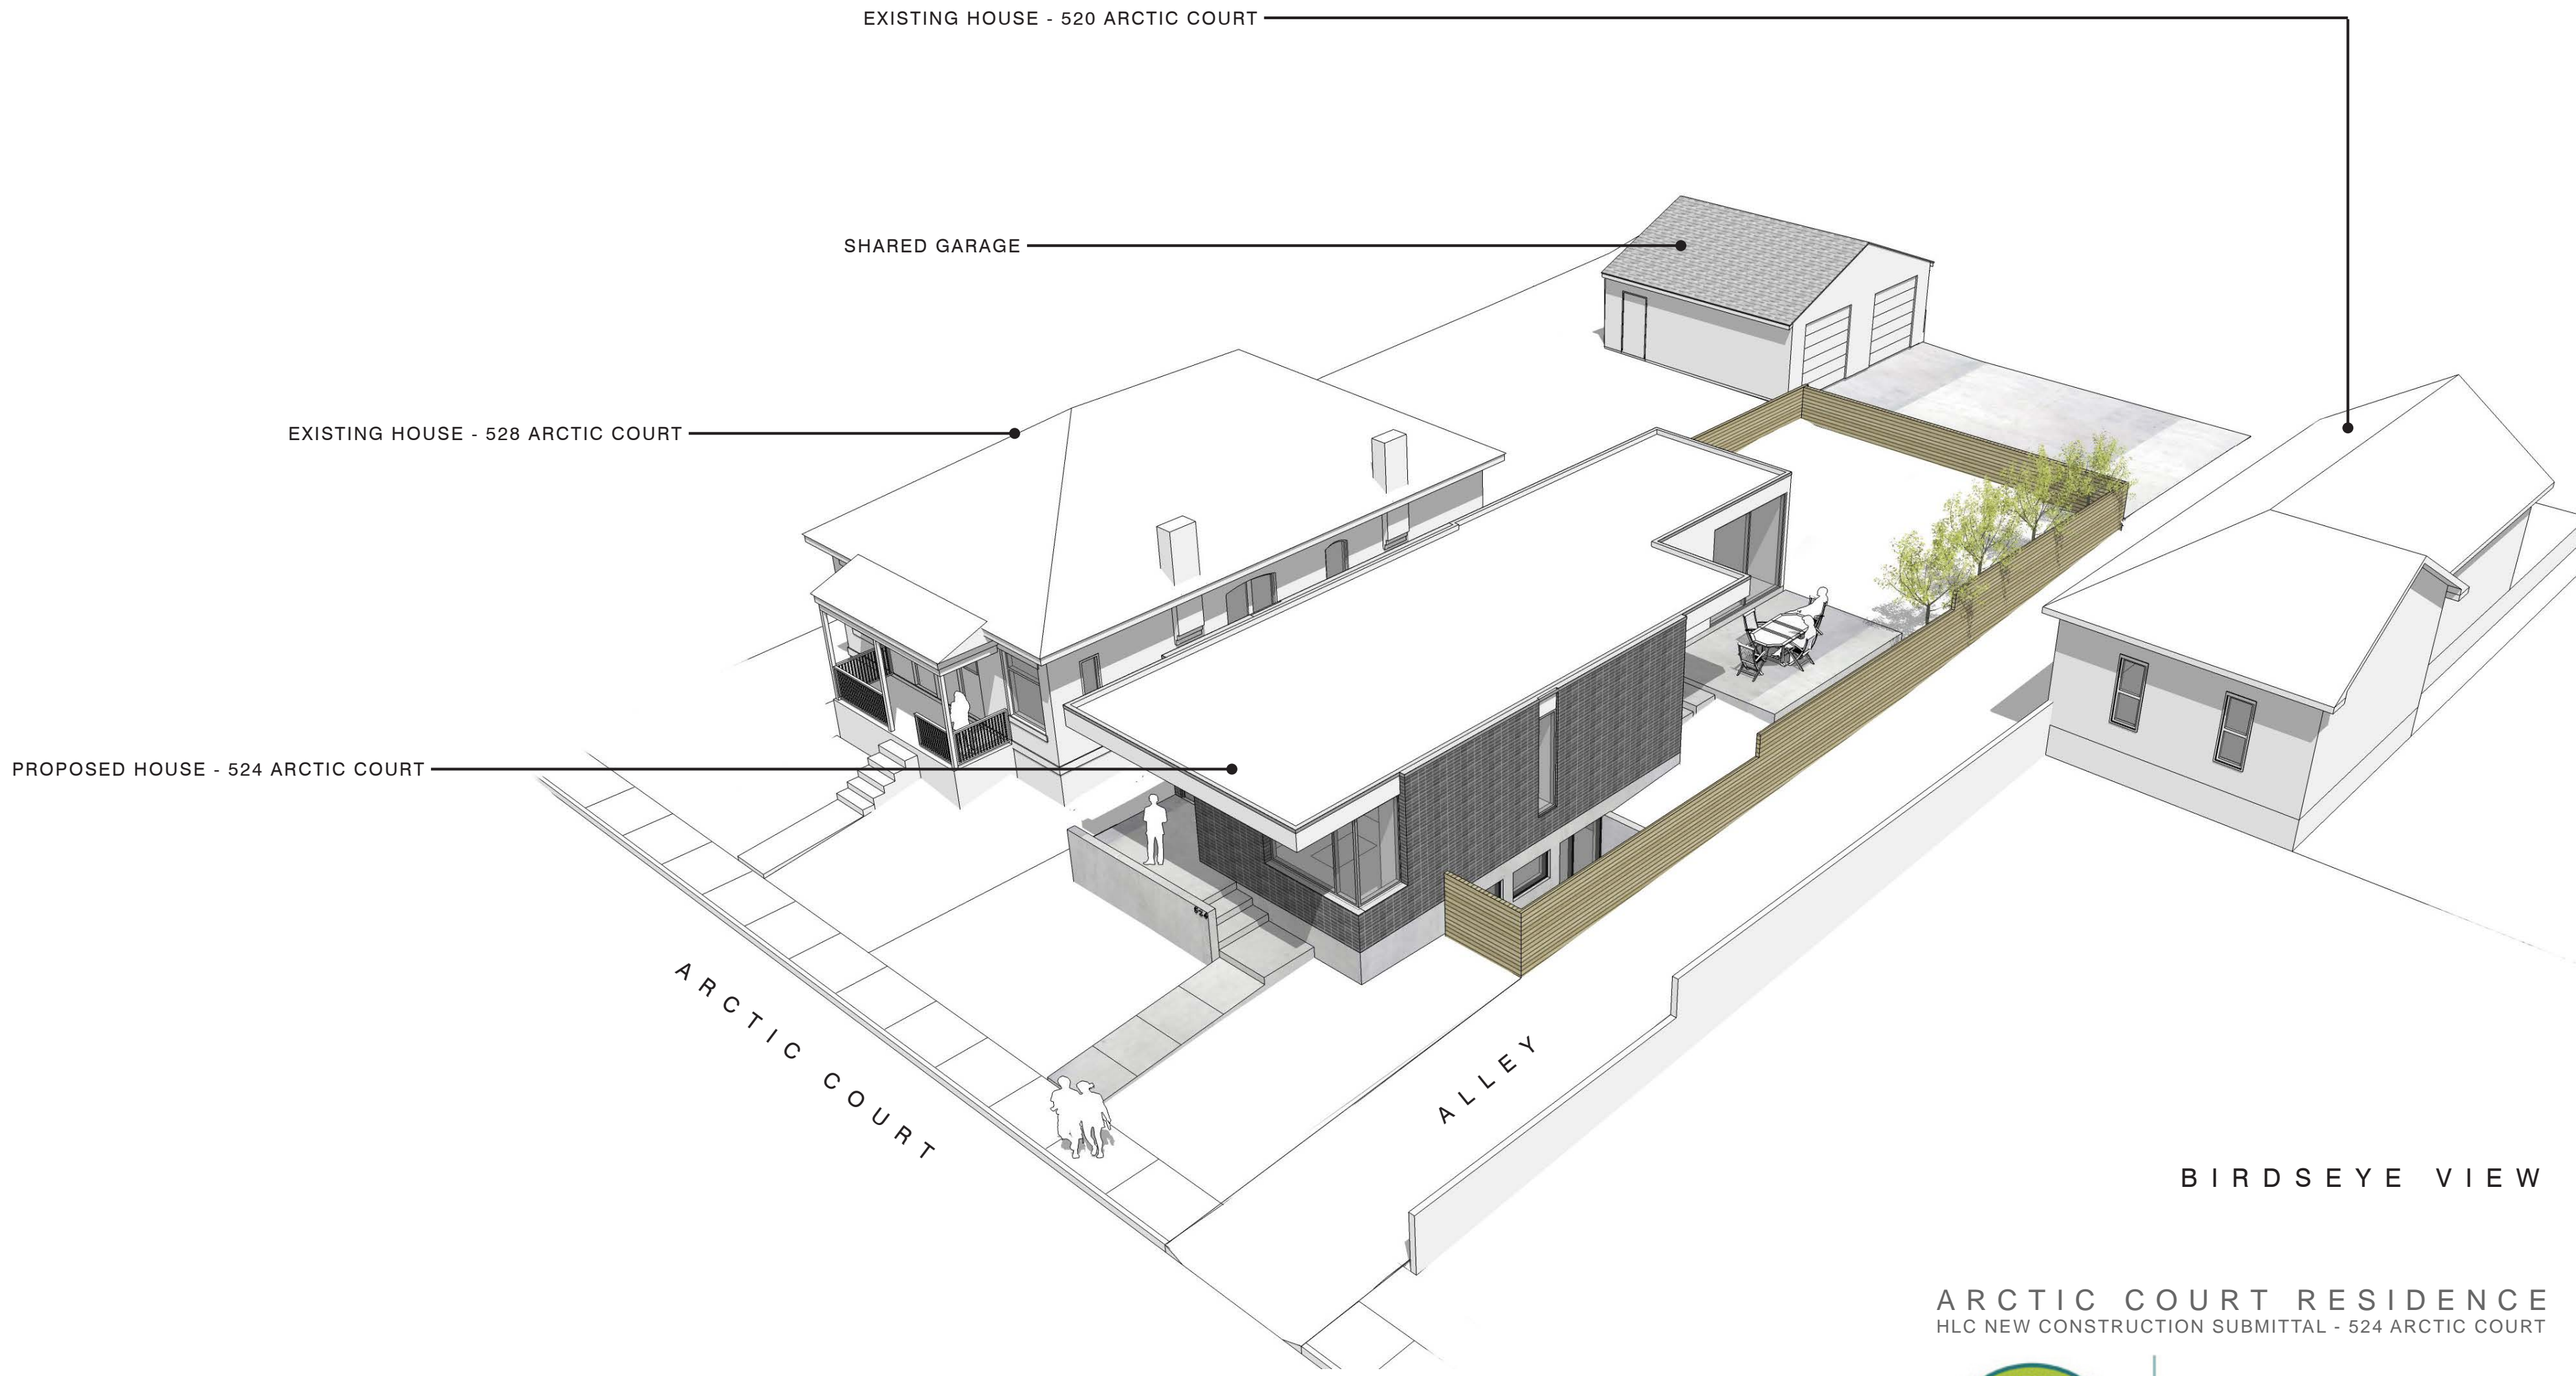 EXISTING HOUSE - 520 ARCTIC COURT
SHARED GARAGE
EXISTING HOUSE - 528 ARCTIC COURT
PROPOSED HOUSE - 524 ARCTIC COURT
ARCTIC COURT
ALLEY
BIRDSEYE VIEW
ARCTIC COURT RESIDENCE
HLC NEW CONSTRUCTION SUBMITTAL - 524 ARCTIC COURT